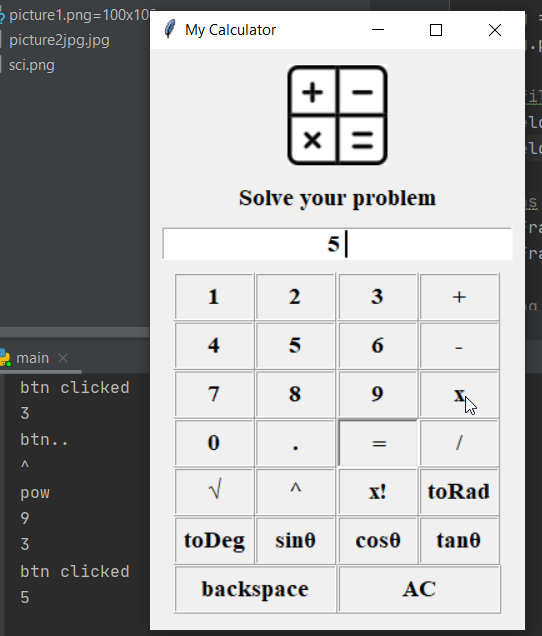 picture1.png=100x10
picture2jpg.jpg
sci.png
My Calculator
+ −
× =
Solve your problem
5
1 2 3 +
4 5 6 -
7 8 9 x
0 . = /
√ ^ x! toRad
toDeg sinθ cosθ tanθ
backspace AC
main
btn clicked
3
btn..
^
pow
9
3
btn clicked
5